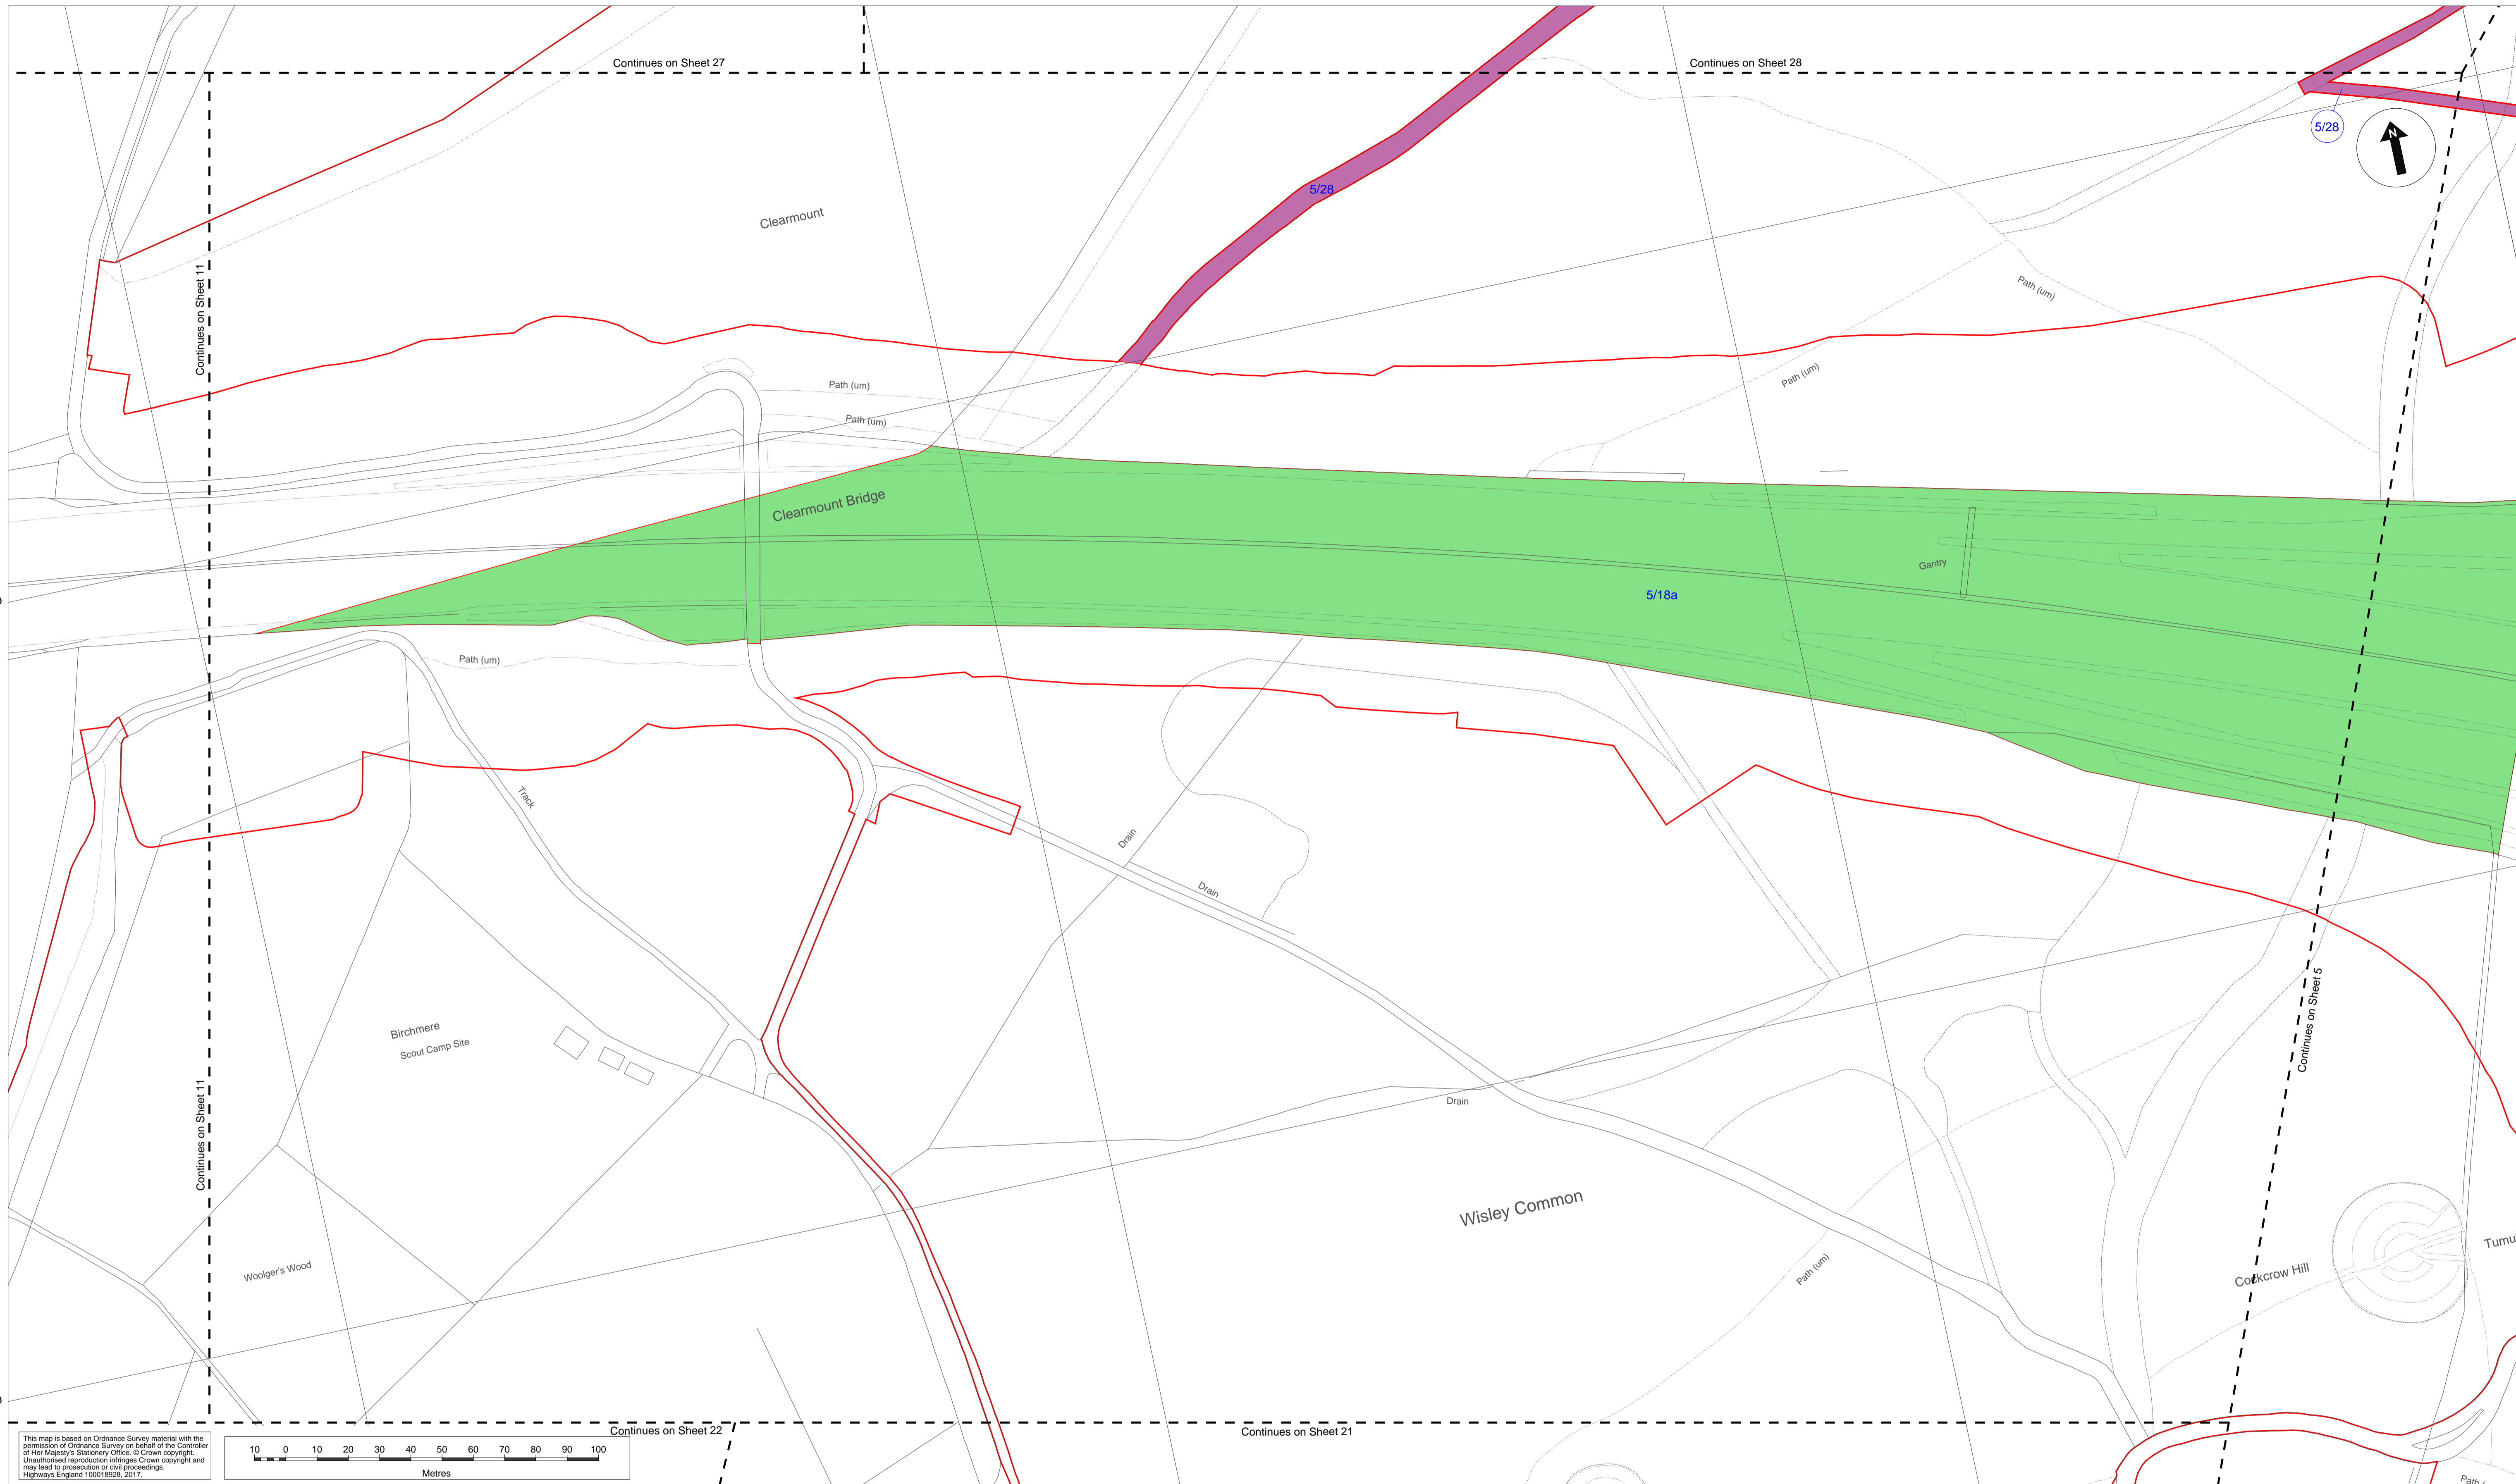 Continues on Sheet 27
Continues on Sheet 28
5/28
N
5/28
Clearmount
Continues on Sheet 11
Path (um)
Path (um)
Path (um)
Path (um)
Clearmount Bridge
Gantry
5/18a
Path (um)
Track
Drain
Drain
Continues on Sheet 5
Birchmere
Scout Camp Site
Drain
Continues on Sheet 11
Wisley Common
Tumu
Path (um)
Cockcrow Hill
Woolger's Wood
Continues on Sheet 22
Continues on Sheet 21
This map is based on Ordnance Survey material with the
permission of Ordnance Survey on behalf of the Controller
of Her Majesty's Stationery Office. © Crown copyright.
Unauthorised reproduction infringes Crown copyright and
may lead to prosecution or civil proceedings.
Highways England 100018928, 2017.
10 0 10 20 30 40 50 60 70 80 90 100
Metres
Path